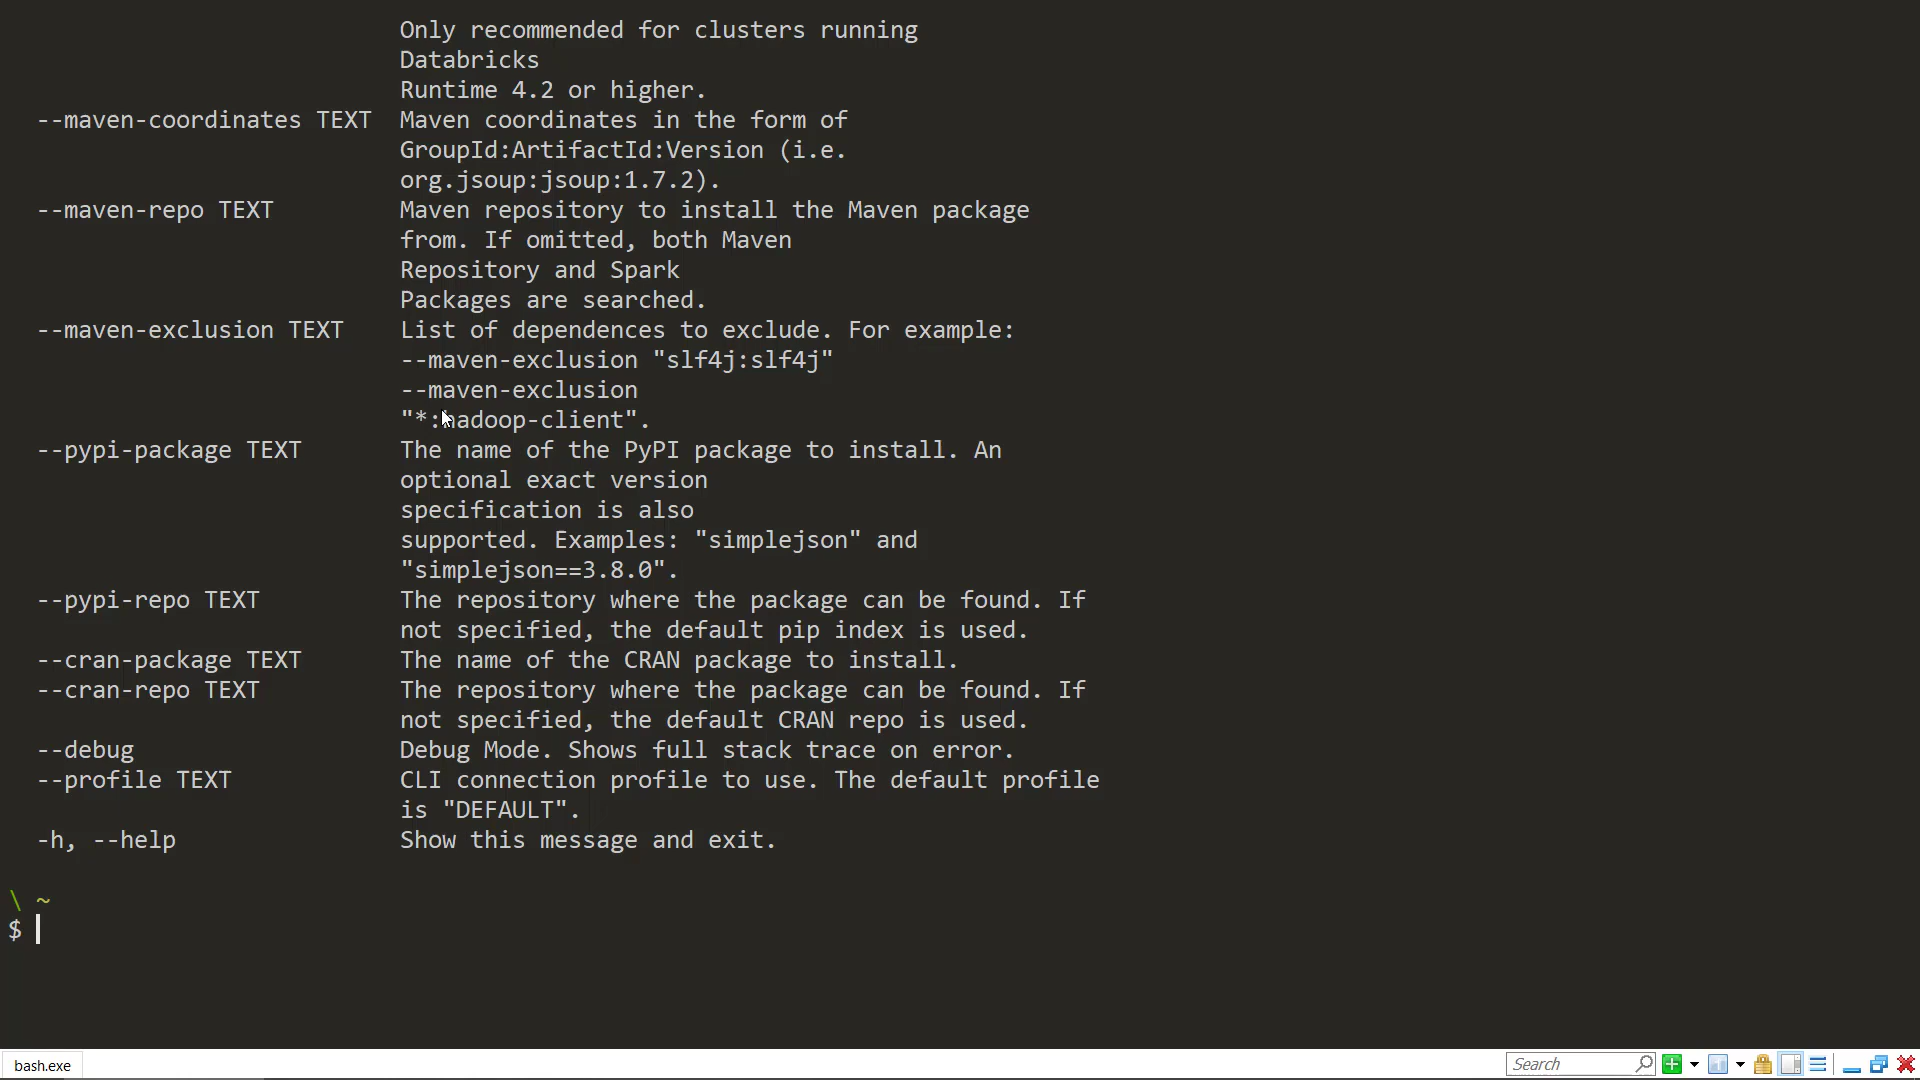 Only recommended for clusters running
Databricks
Runtime 4.2 or higher.
--maven-coordinates TEXT  Maven coordinates in the form of
GroupId:ArtifactId:Version (i.e.
org.jsoup:jsoup:1.7.2).
--maven-repo TEXT  Maven repository to install the Maven package
from. If omitted, both Maven
Repository and Spark
Packages are searched.
--maven-exclusion TEXT  List of dependences to exclude. For example:
--maven-exclusion "slf4j:slf4j"
--maven-exclusion
"*:hadoop-client".
--pypi-package TEXT  The name of the PyPI package to install. An
optional exact version
specification is also
supported. Examples: "simplejson" and
"simplejson==3.8.0".
--pypi-repo TEXT  The repository where the package can be found. If
not specified, the default pip index is used.
--cran-package TEXT  The name of the CRAN package to install.
--cran-repo TEXT  The repository where the package can be found. If
not specified, the default CRAN repo is used.
--debug  Debug Mode. Shows full stack trace on error.
--profile TEXT  CLI connection profile to use. The default profile
is "DEFAULT".
-h, --help  Show this message and exit.
\ ~
$
bash.exe  Search